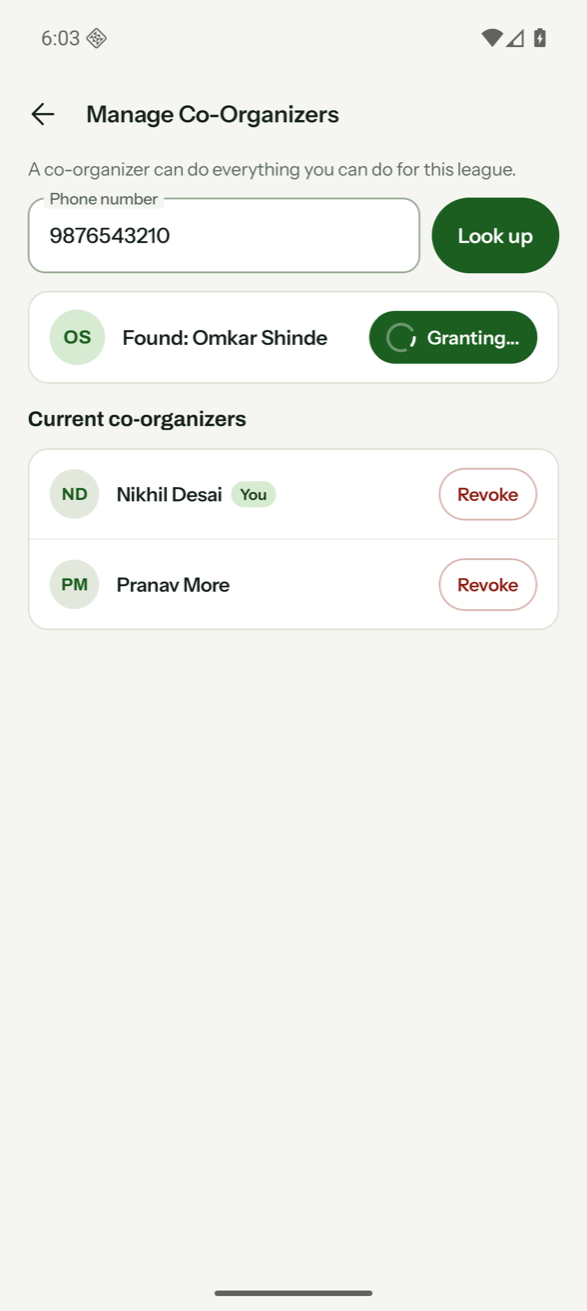 6:03
Manage Co-Organizers
A co-organizer can do everything you can do for this league.
Phone number
9876543210
Look up
OS Found: Omkar Shinde Granting...
Current co-organizers
ND Nikhil Desai You Revoke
PM Pranav More Revoke